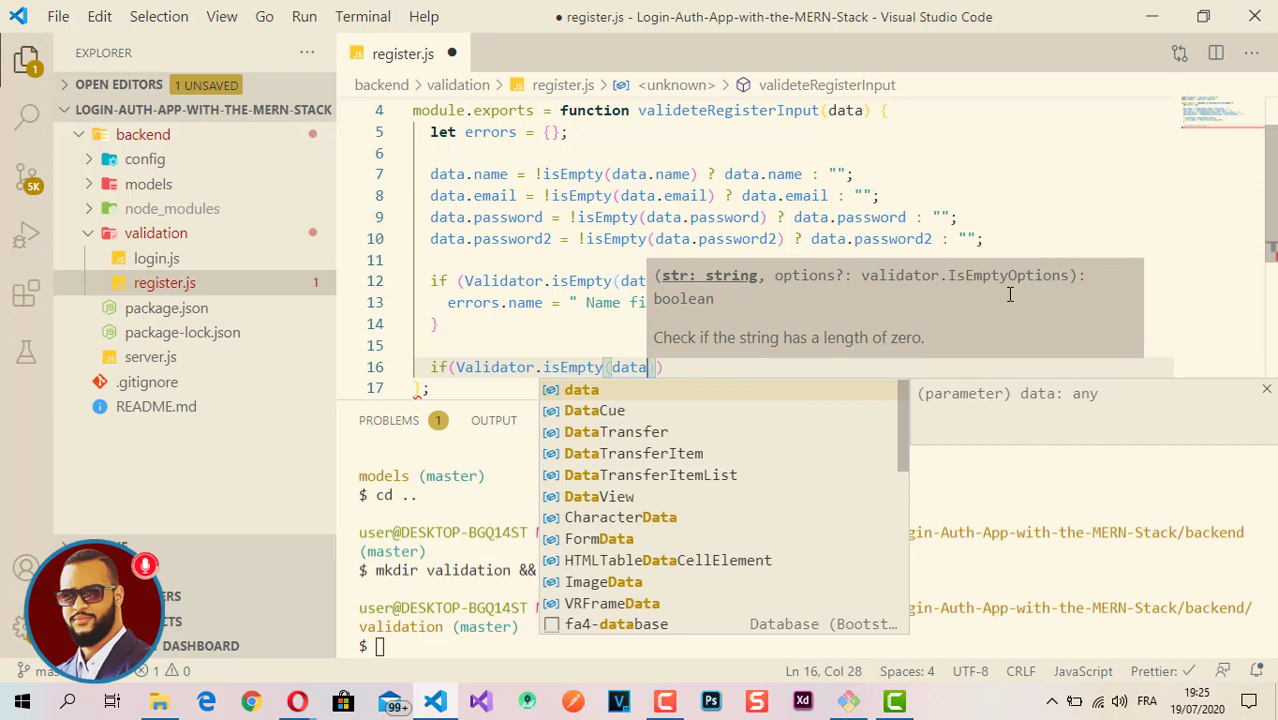 File Edit Selection View Go Run Terminal Help
● register.js - Login-Auth-App-with-the-MERN-Stack - Visual Studio Code
EXPLORER
OPEN EDITORS 1 UNSAVED
LOGIN-AUTH-APP-WITH-THE-MERN-STACK
backend
config
models
node_modules
validation
login.js
register.js 1
package.json
package-lock.json
server.js
.gitignore
README.md
register.js ●
backend > validation > JS register.js > <unknown> > valideteRegisterInput
4 module.expots = function valideteRegisterInput(data) {
5 let errors = {};
6
7 data.name = !isEmpty(data.name) ? data.name : "";
8 data.email = !isEmpty(data.email) ? data.email : "";
9 data.password = !isEmpty(data.password) ? data.password : "";
10 data.password2 = !isEmpty(data.password2) ? data.password2 : "";
11
12 if (Validator.isEmpty(dat
13 errors.name = " Name fi
14 }
15
16 if(Validator.isEmpty(data))
17 };
(str: string, options?: validator.IsEmptyOptions):
boolean
Check if the string has a length of zero.
data
DataCue
DataTransfer
DataTransferItem
DataTransferItemList
DataView
CharacterData
FormData
HTMLTableDataCellElement
ImageData
VRFrameData
fa4-database Database (Bootst…
(parameter) data: any
PROBLEMS 1 OUTPUT
models (master)
$ cd ..
user@DESKTOP-BGQ14ST gin-Auth-App-with-the-MERN-Stack/backend
(master)
$ mkdir validation &&
user@DESKTOP-BGQ14ST gin-Auth-App-with-the-MERN-Stack/backend/
validation (master)
$
DASHBOARD
5K
1 0
Ln 16, Col 28 Spaces: 4 UTF-8 CRLF JavaScript Prettier: ✓
99+
FRA
19:25
19/07/2020